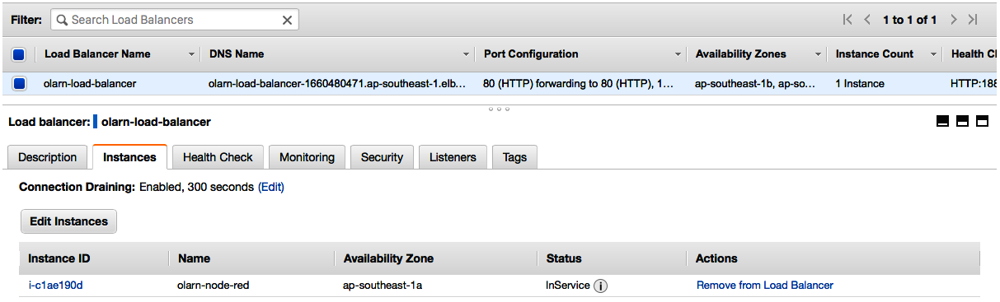 Filter: Search Load Balancers 1 to 1 of 1
Load Balancer Name DNS Name Port Configuration Availability Zones Instance Count Health Cl
olarn-load-balancer olarn-load-balancer-1660480471.ap-southeast-1.elb... 80 (HTTP) forwarding to 80 (HTTP), 1... ap-southeast-1b, ap-so... 1 Instance HTTP:188
Load balancer: olarn-load-balancer
Description Instances Health Check Monitoring Security Listeners Tags
Connection Draining: Enabled, 300 seconds (Edit)
Edit Instances
Instance ID Name Availability Zone Status Actions
i-c1ae190d olarn-node-red ap-southeast-1a InService Remove from Load Balancer